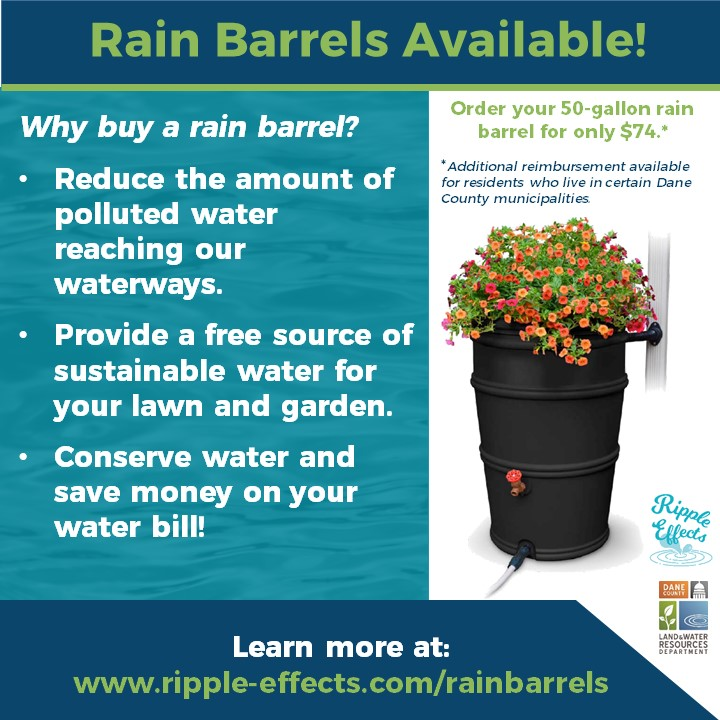 Rain Barrels Available!
Why buy a rain barrel?
• Reduce the amount of
polluted water
reaching our
waterways.
• Provide a free source of
sustainable water for
your lawn and garden.
• Conserve water and
save money on your
water bill!
Order your 50-gallon rain
barrel for only $74.*
*Additional reimbursement available
for residents who live in certain Dane
County municipalities.
Ripple
Effects
DANE
COUNTY
LAND&WATER
RESOURCES
DEPARTMENT
Learn more at:
www.ripple-effects.com/rainbarrels